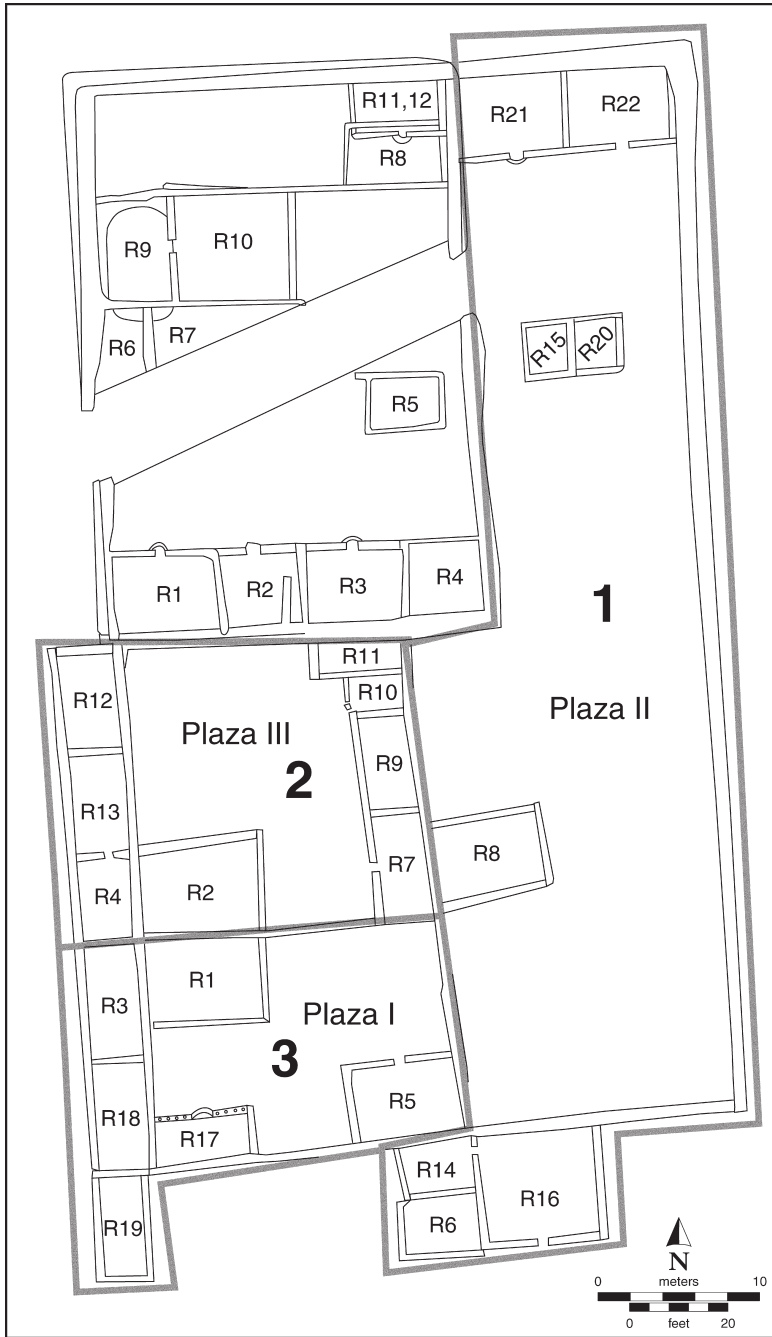 R11,12
R21
R22
R8
R9
R10
R6
R7
R15
R20
R5
R1
R2
R3
R4
1
R11
R12
R10
Plaza III
Plaza II
R9
2
R13
R8
R7
R4
R2
R1
R3
Plaza I
3
R5
R18
R17
R14
R16
R19
R6
N
0 meters 10
0 feet 20